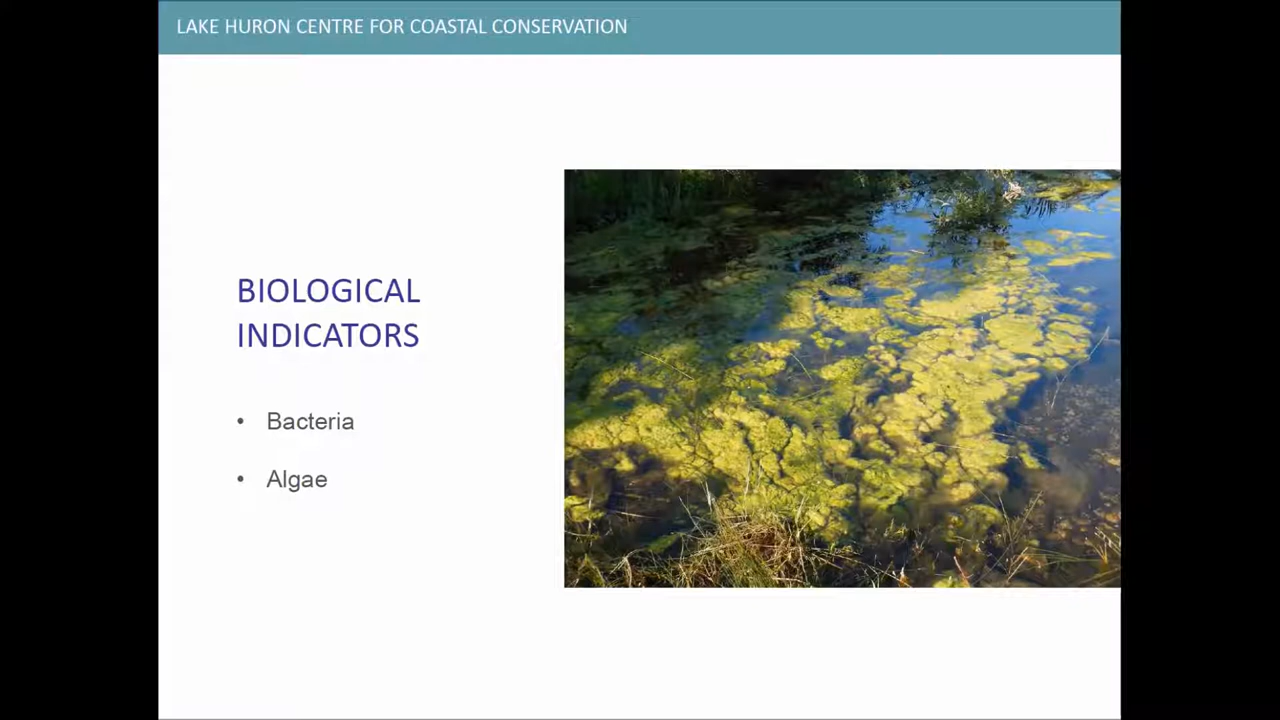 LAKE HURON CENTRE FOR COASTAL CONSERVATION
BIOLOGICAL
INDICATORS
• Bacteria
• Algae